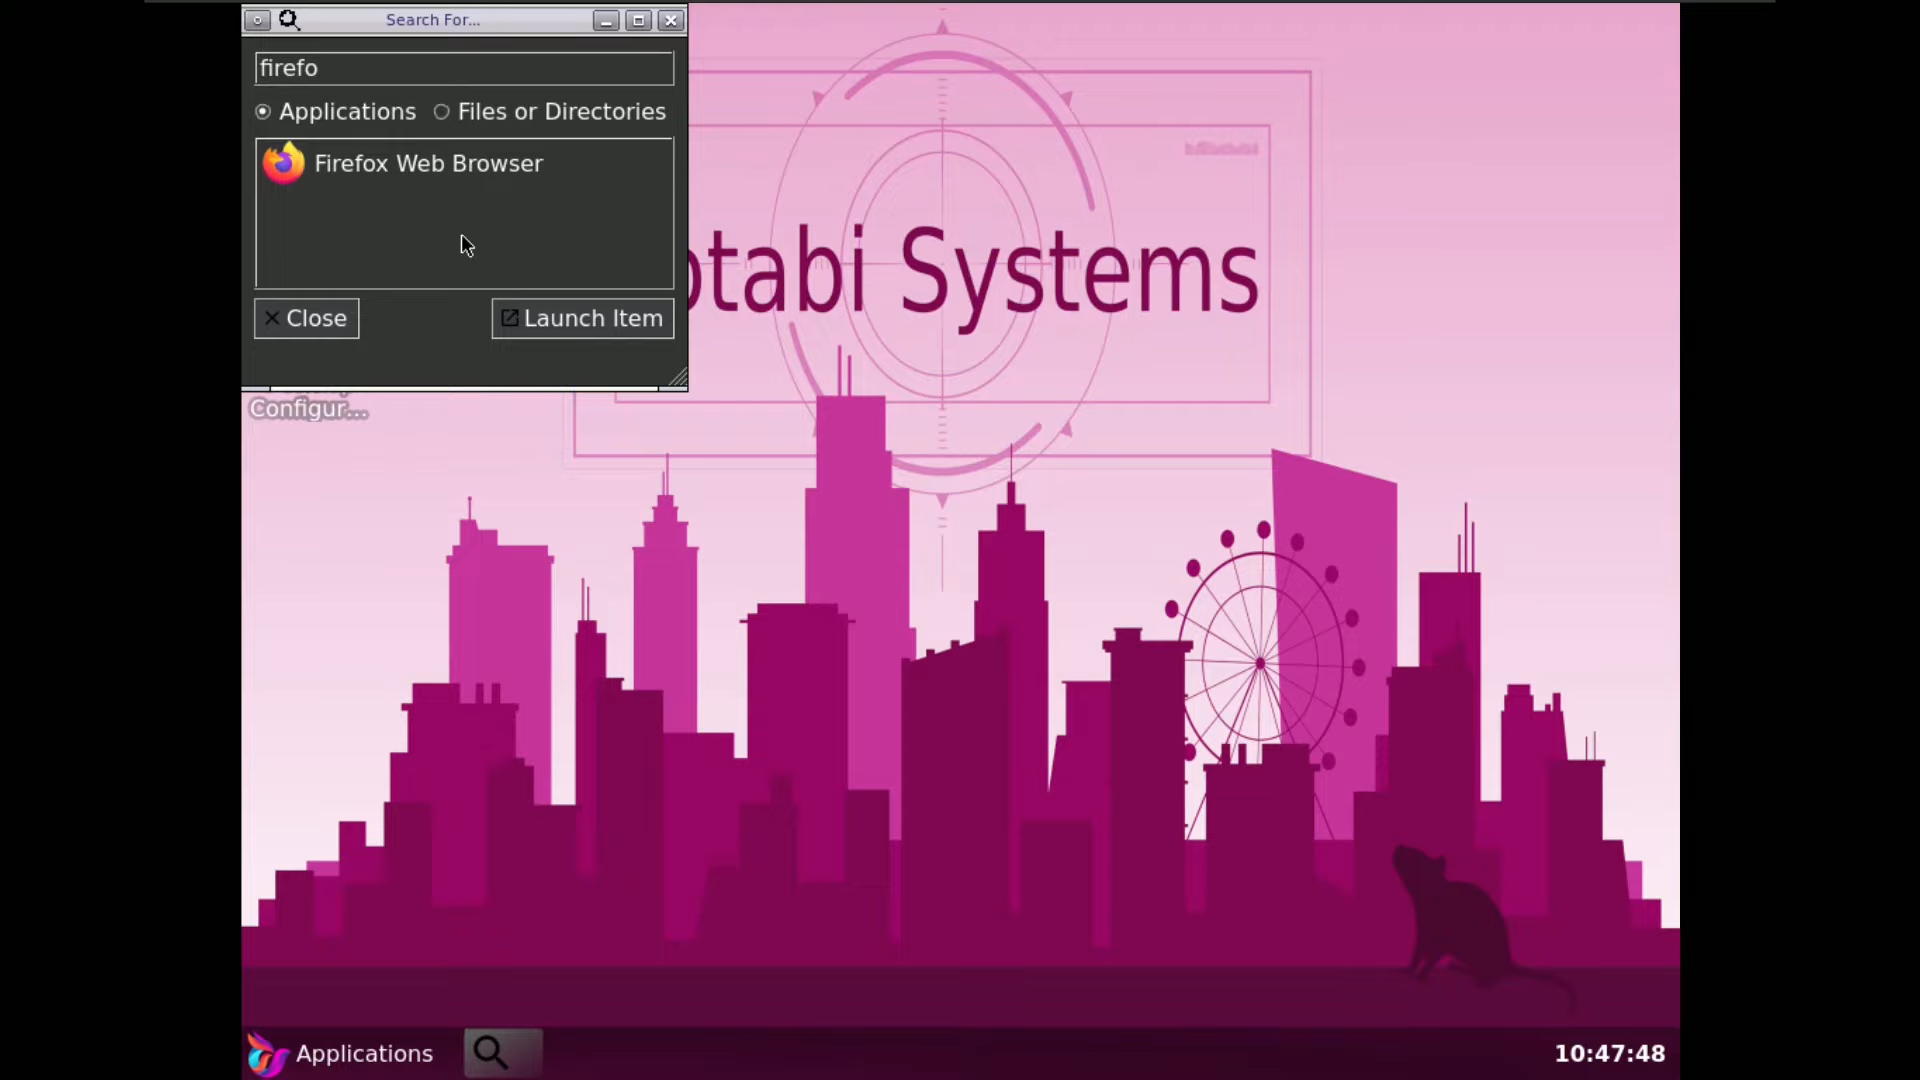 Search For...
firefo
Applications
Files or Directories
Firefox Web Browser
Close
Launch Item
tabi Systems
Configur...
Applications
10:47:48